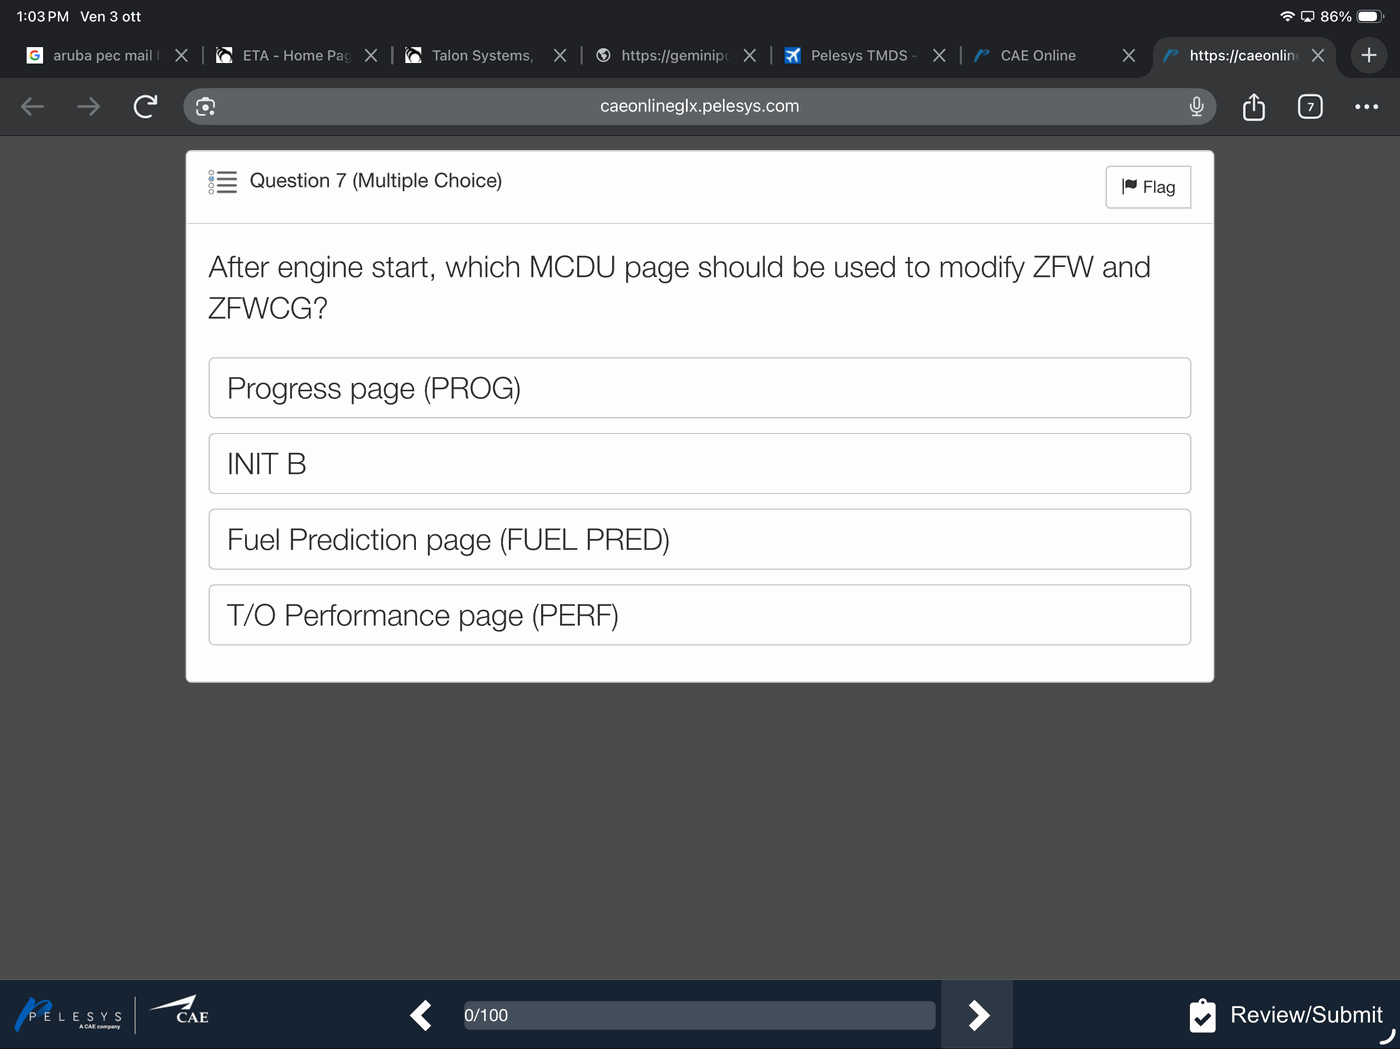 1:03 PM Ven 3 ott
86%
aruba pec mail
ETA - Home Pag
Talon Systems,
https://geminipo
Pelesys TMDS -
CAE Online
https://caeonlin
caeonlineglx.pelesys.com
7
Question 7 (Multiple Choice)
Flag
After engine start, which MCDU page should be used to modify ZFW and
ZFWCG?
Progress page (PROG)
INIT B
Fuel Prediction page (FUEL PRED)
T/O Performance page (PERF)
PELESYS
A CAE company
CAE
0/100
Review/Submit